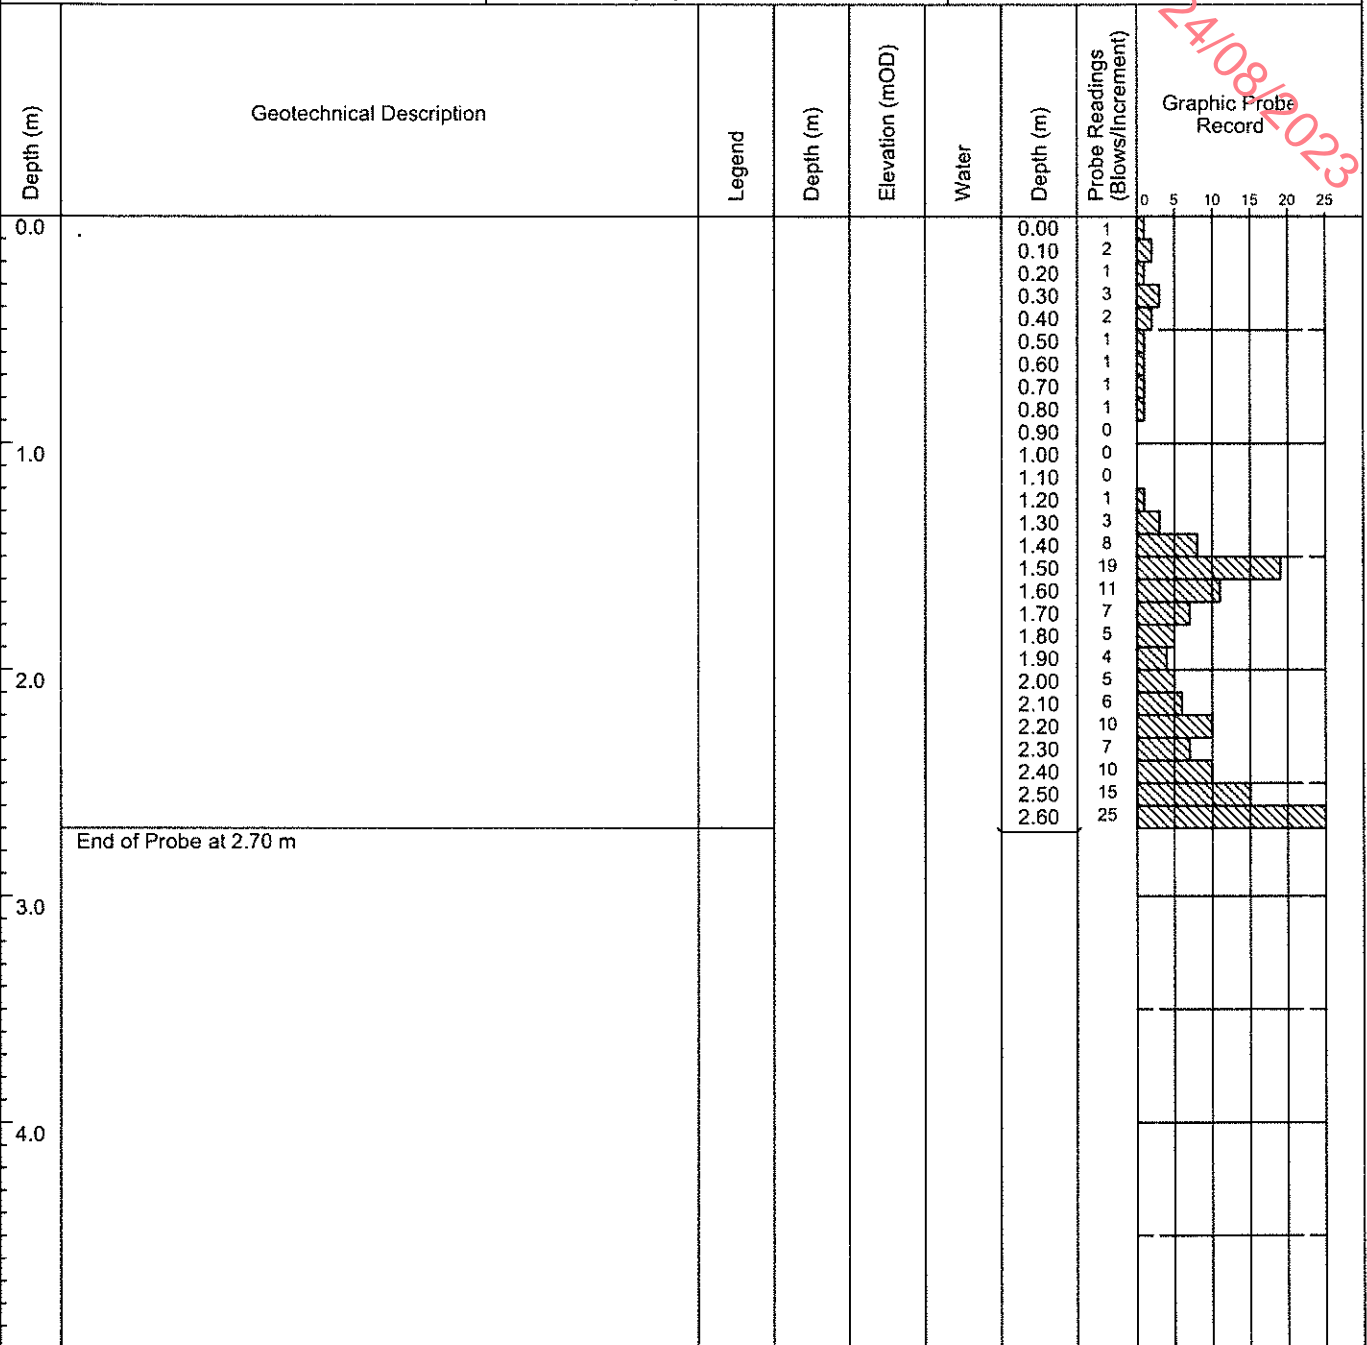 Depth (m)
Geotechnical Description
Legend
Depth (m)
Elevation (mOD)
Water
Depth (m)
Probe Readings
(Blows/Increment)
Graphic Probe
Record
24/08/2023
0 5 10 15 20 25
0.0
1.0
2.0
3.0
4.0
0.00 1
0.10 2
0.20 1
0.30 3
0.40 2
0.50 1
0.60 1
0.70 1
0.80 1
0.90 0
1.00 0
1.10 0
1.20 1
1.30 3
1.40 8
1.50 19
1.60 11
1.70 7
1.80 5
1.90 4
2.00 5
2.10 6
2.20 10
2.30 7
2.40 10
2.50 15
2.60 25
End of Probe at 2.70 m